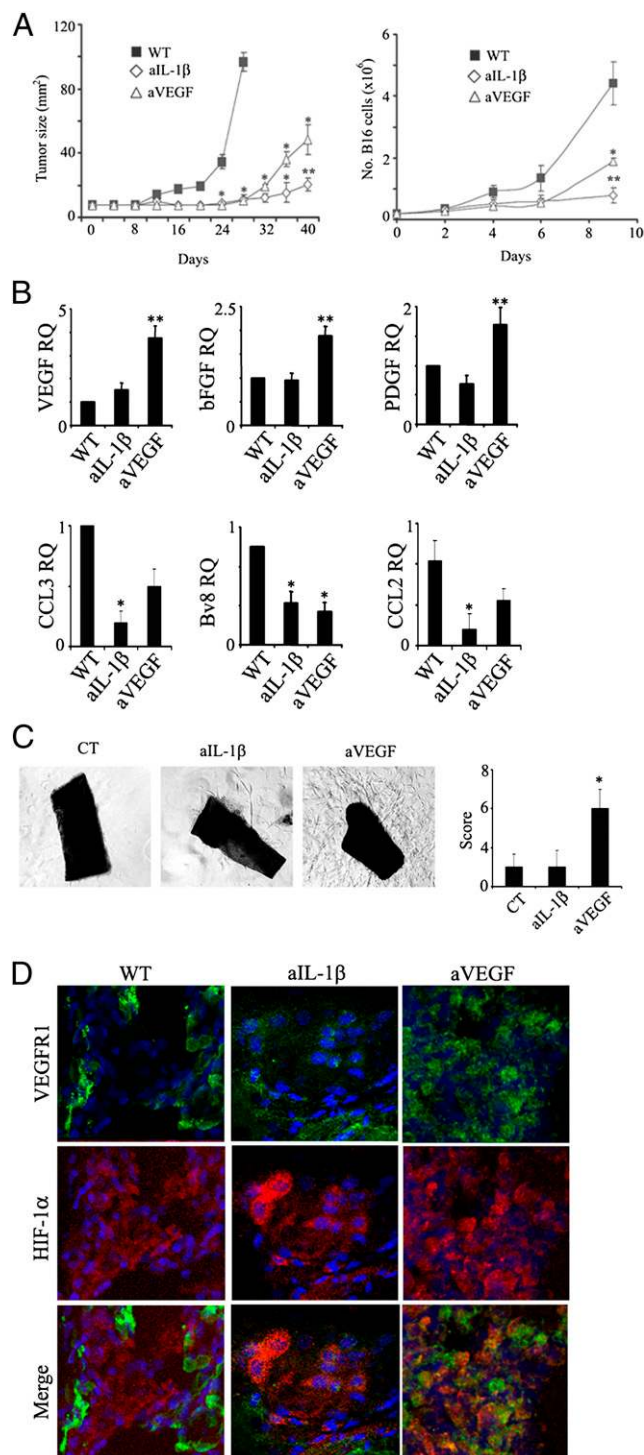 A
120
80
40
0
Tumor size (mm²)
WT
aIL-1β
aVEGF
* * * * * * **
0 8 16 24 32 40
Days
6
4
2
0
No. B16 cells (x10⁶)
WT
aIL-1β
aVEGF
*
**
0 2 4 6 8 10
Days
B
VEGF RQ
5
0
**
WT aIL-1β aVEGF
bFGF RQ
2.5
0
**
WT aIL-1β aVEGF
PDGF RQ
2
0
**
WT aIL-1β aVEGF
CCL3 RQ
1
0
*
WT aIL-1β aVEGF
Bv8 RQ
1
0
* *
WT aIL-1β aVEGF
CCL2 RQ
1
0
*
WT aIL-1β aVEGF
C
CT aIL-1β aVEGF
Score
8
4
0
*
CT aIL-1β aVEGF
D
WT aIL-1β aVEGF
VEGFR1
HIF-1α
Merge